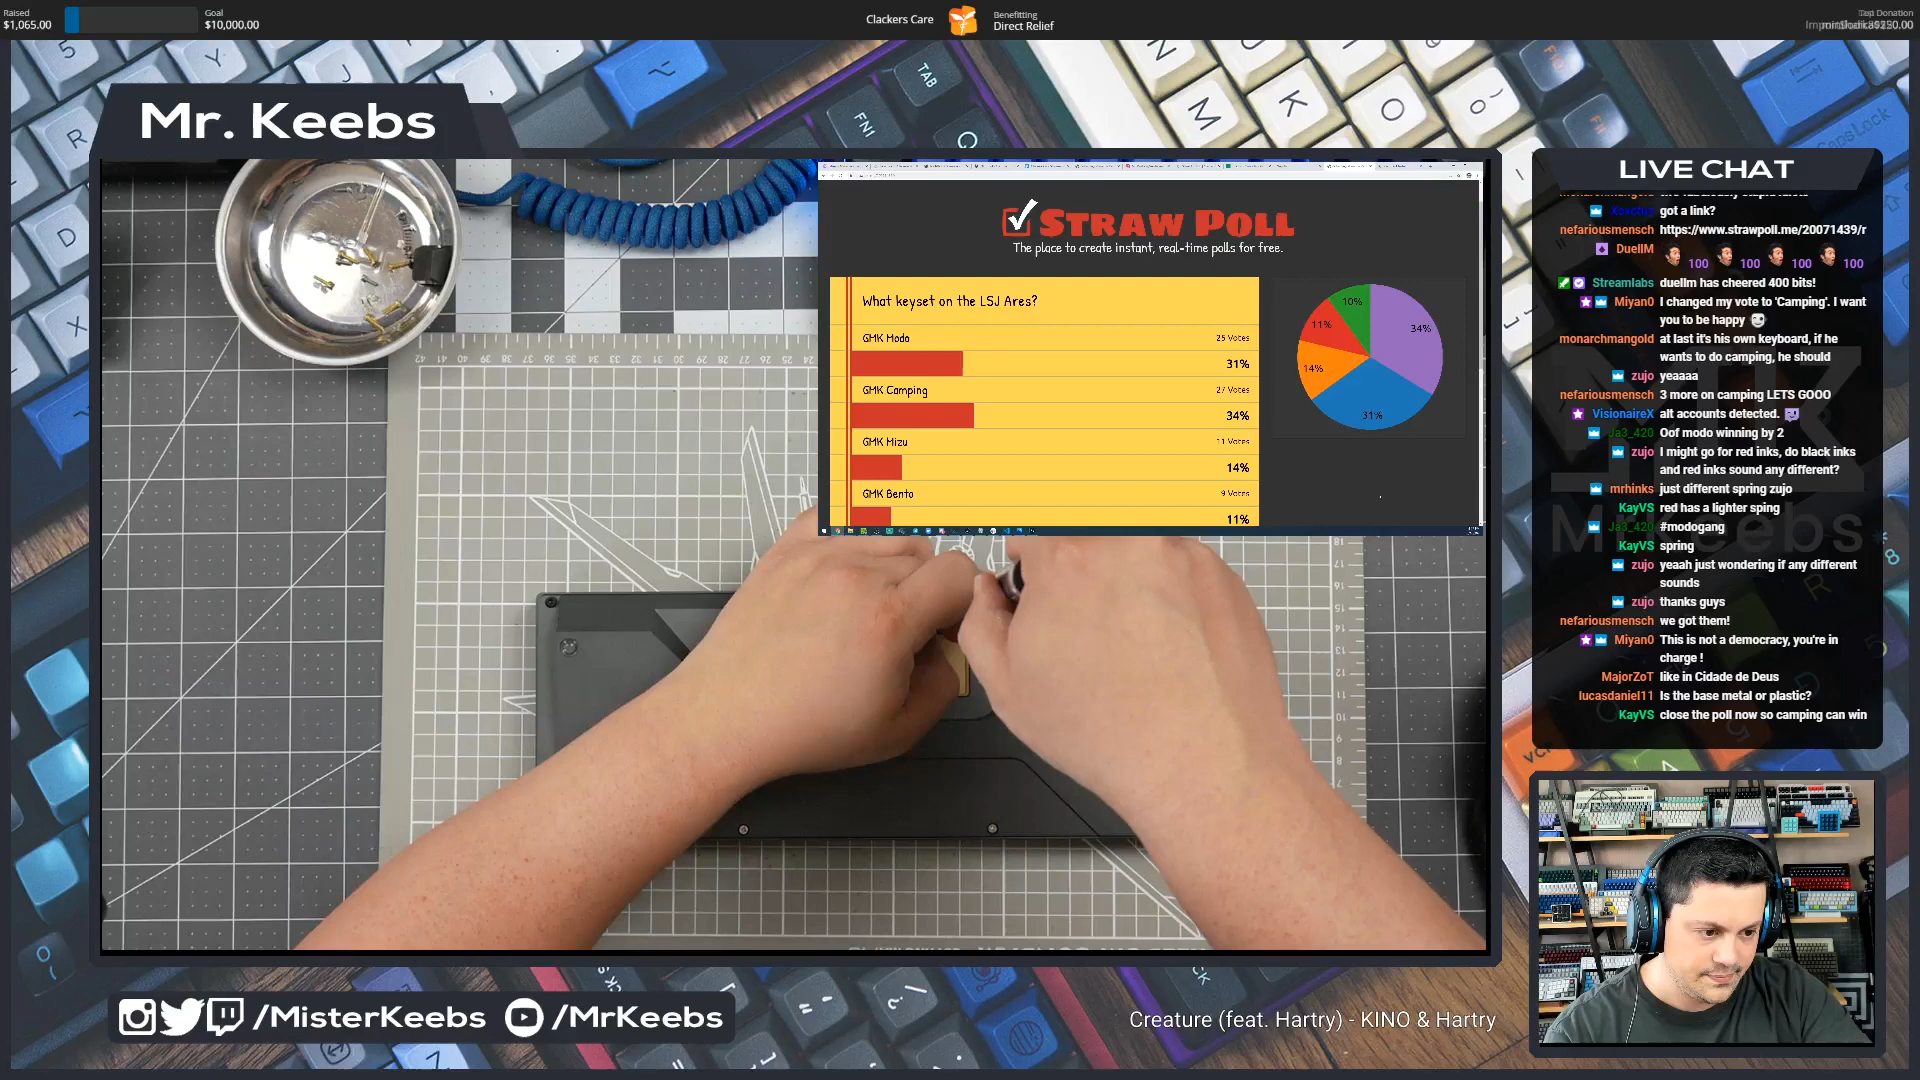 Raised
$1,065.00
Goal
$10,000.00
Clackers Care
Benefitting
Direct Relief
Mr. Keebs
STRAW POLL
The place to create instant, real-time polls for free.
What keyset on the LSJ Ares?
GMK Modo
25 Votes
31%
GMK Camping
27 Votes
34%
GMK Mizu
11 Votes
14%
GMK Bento
9 Votes
11%
10%
34%
11%
14%
31%
LIVE CHAT
got a link?
nefariousmensch https://www.strawpoll.me/20071439/r
DuellM 100 100 100 100
Streamlabs duellm has cheered 400 bits!
Miyan0 I changed my vote to 'Camping'. I want
you to be happy
monarchmangold at last it's his own keyboard, if he
wants to do camping, he should
zujo yeaaaa
nefariousmensch 3 more on camping LETS GOOO
VisionaireX alt accounts detected.
Ja3_420 Oof modo winning by 2
zujo I might go for red inks, do black inks
and red inks sound any different?
mrhinks just different spring zujo
KayVS red has a lighter sping
Ja3_420 #modogang
KayVS spring
zujo yeaah just wondering if any different
sounds
zujo thanks guys
nefariousmensch we got them!
Miyan0 This is not a democracy, you're in
charge !
MajorZoT like in Cidade de Deus
lucasdaniel11 Is the base metal or plastic?
KayVS close the poll now so camping can win
MrKeebs
/MisterKeebs
/MrKeebs
Creature (feat. Hartry) - KINO & Hartry
TAB
FN1